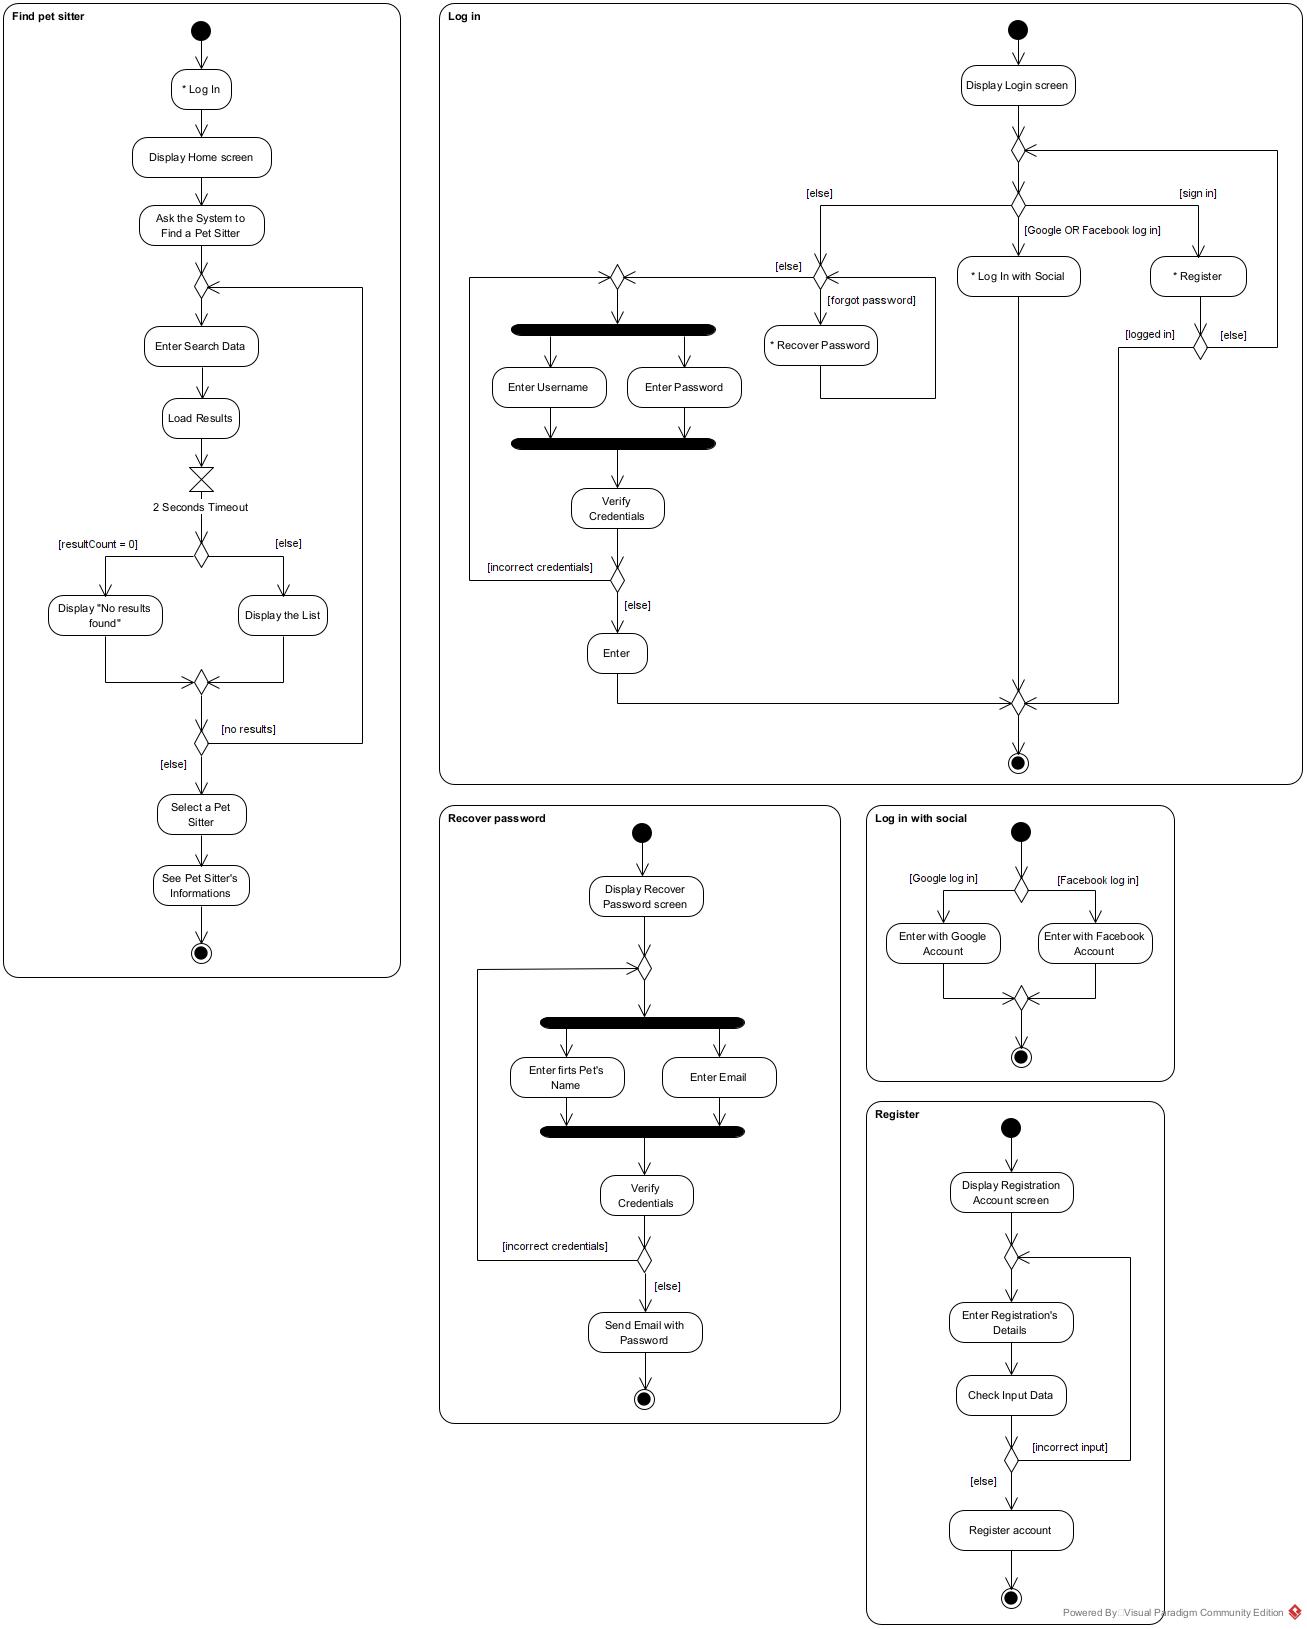 Find pet sitter
* Log In
Display Home screen
Ask the System to
Find a Pet Sitter
Enter Search Data
Load Results
2 Seconds Timeout
[resultCount = 0]
[else]
Display "No results
found"
Display the List
[no results]
[else]
Select a Pet
Sitter
See Pet Sitter's
Informations
Log in
Display Login screen
[else]
[sign in]
[Google OR Facebook log in]
* Log In with Social
* Register
[else]
[forgot password]
* Recover Password
[logged in]
[else]
Enter Username
Enter Password
Verify
Credentials
[incorrect credentials]
[else]
Enter
Recover password
Display Recover
Password screen
Enter firts Pet's
Name
Enter Email
Verify
Credentials
[incorrect credentials]
[else]
Send Email with
Password
Log in with social
[Google log in]
[Facebook log in]
Enter with Google
Account
Enter with Facebook
Account
Register
Display Registration
Account screen
Enter Registration's
Details
Check Input Data
[incorrect input]
[else]
Register account
Powered By Visual Paradigm Community Edition